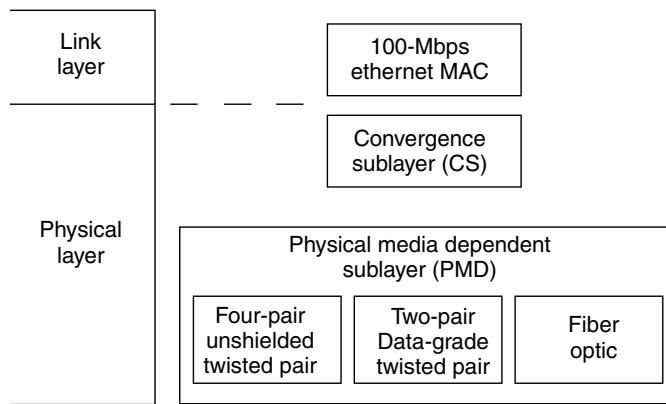 Link
layer
100-Mbps
ethernet MAC
Convergence
sublayer (CS)
Physical
layer
Physical media dependent
sublayer (PMD)
Four-pair
unshielded
twisted pair
Two-pair
Data-grade
twisted pair
Fiber
optic